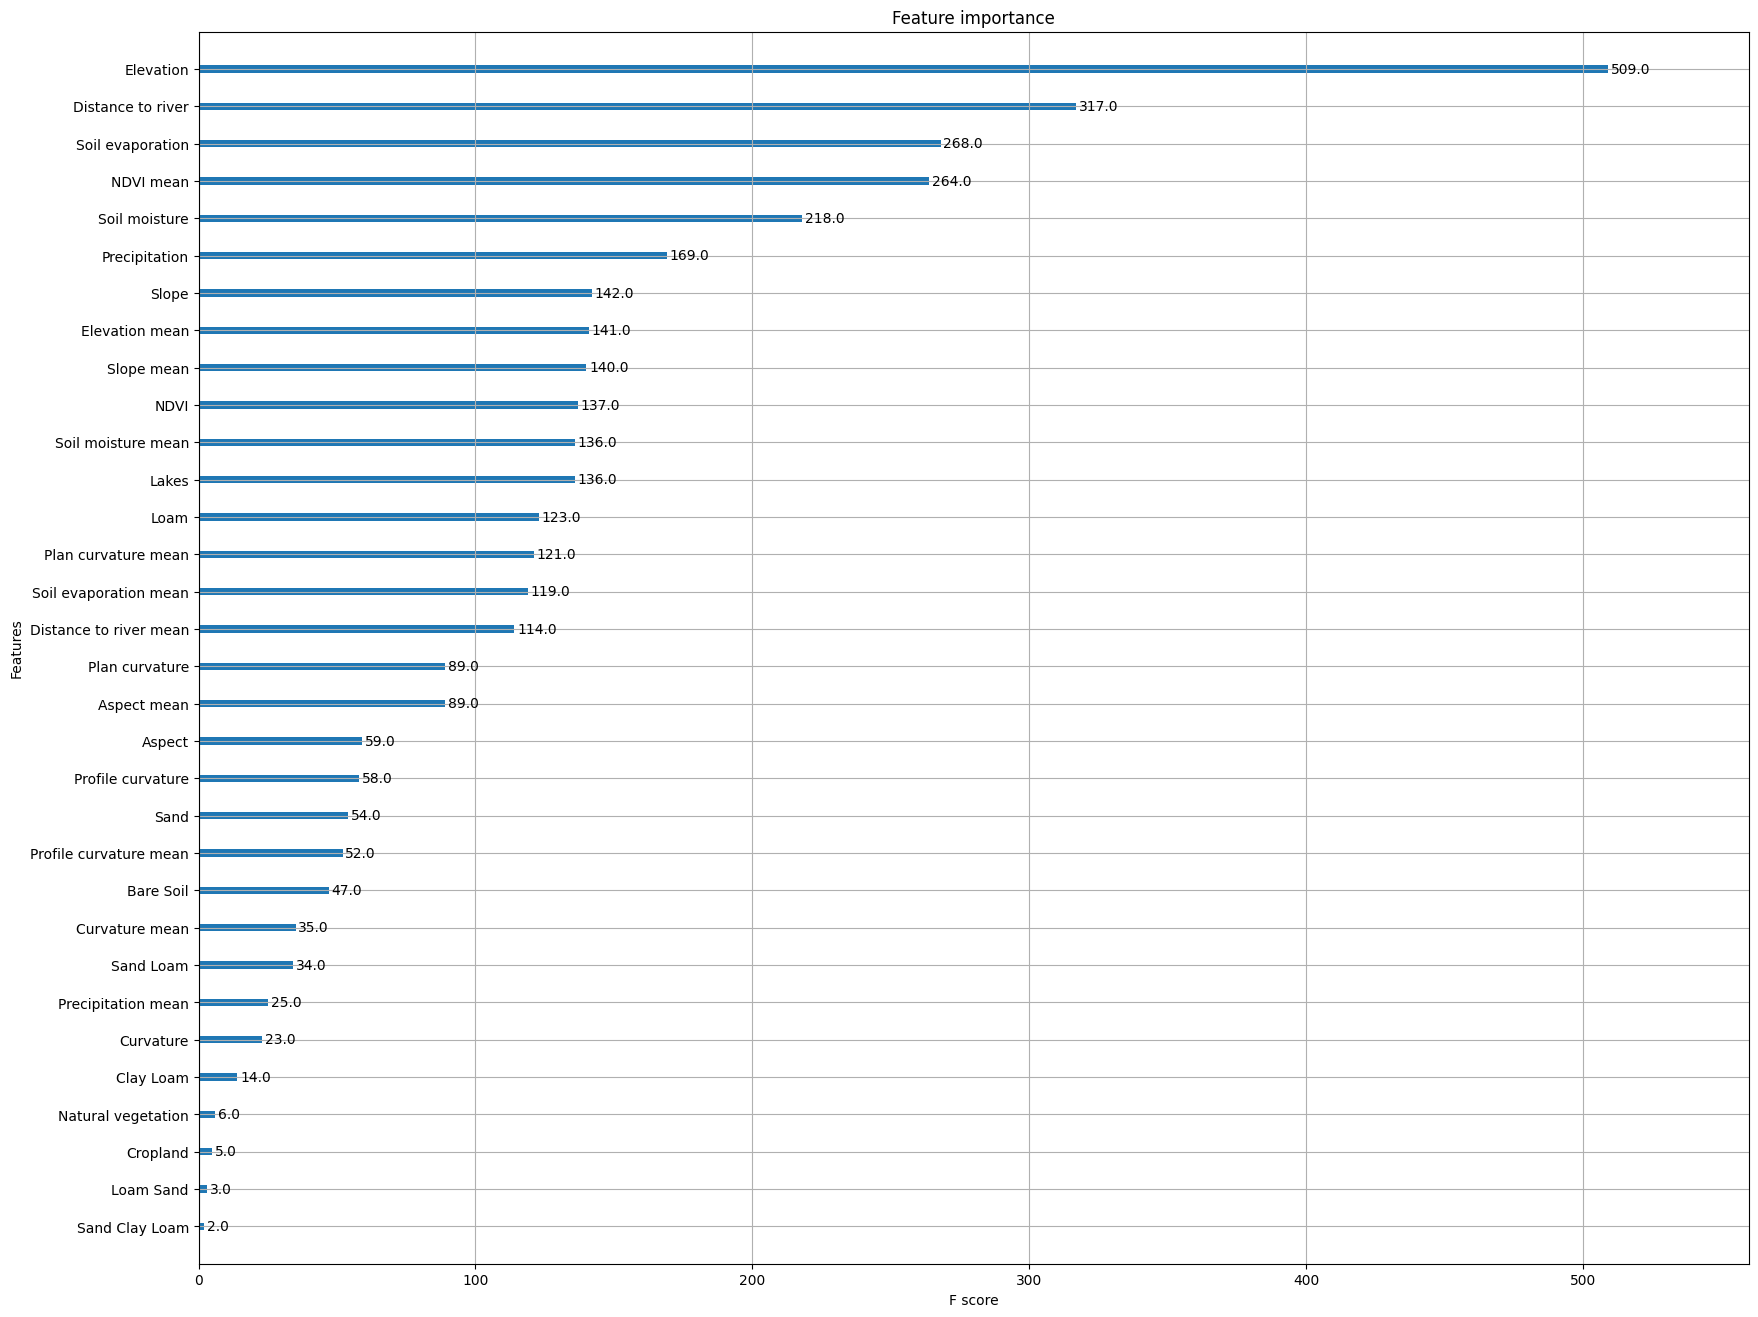 Feature importance
Elevation 509.0
Distance to river 317.0
Soil evaporation 268.0
NDVI mean 264.0
Soil moisture 218.0
Precipitation 169.0
Slope 142.0
Elevation mean 141.0
Slope mean 140.0
NDVI 137.0
Soil moisture mean 136.0
Lakes 136.0
Loam 123.0
Plan curvature mean 121.0
Soil evaporation mean 119.0
Distance to river mean 114.0
Plan curvature 89.0
Aspect mean 89.0
Aspect 59.0
Profile curvature 58.0
Sand 54.0
Profile curvature mean 52.0
Bare Soil 47.0
Curvature mean 35.0
Sand Loam 34.0
Precipitation mean 25.0
Curvature 23.0
Clay Loam 14.0
Natural vegetation 6.0
Cropland 5.0
Loam Sand 3.0
Sand Clay Loam 2.0
Features
0 100 200 300 400 500
F score